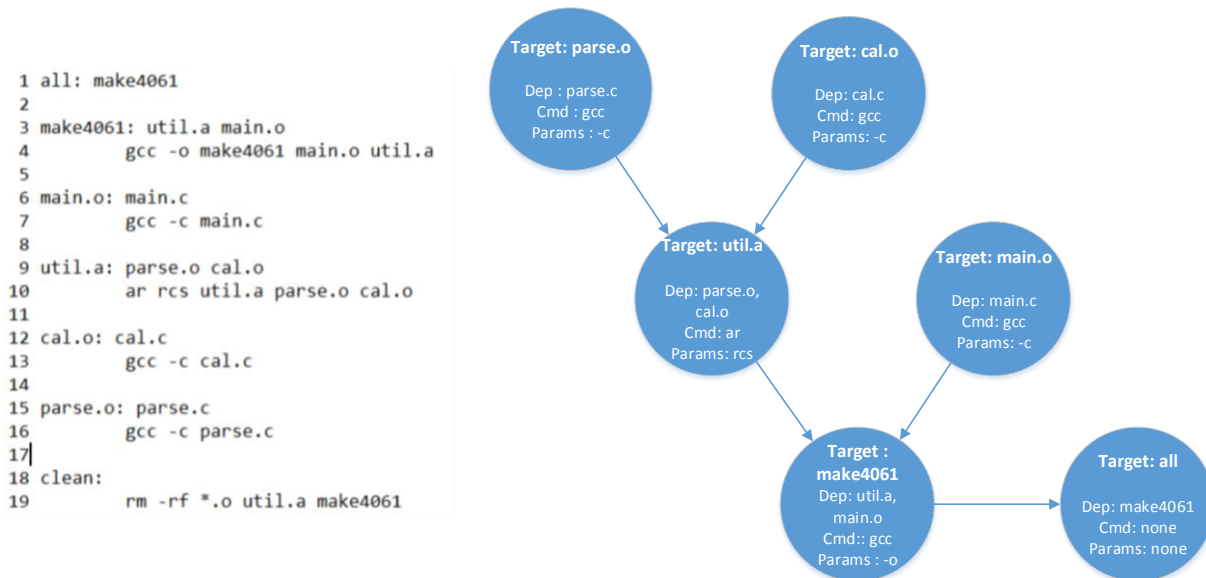 1 all: make4061
2
3 make4061: util.a main.o
4 gcc -o make4061 main.o util.a
5
6 main.o: main.c
7 gcc -c main.c
8
9 util.a: parse.o cal.o
10 ar rcs util.a parse.o cal.o
11
12 cal.o: cal.c
13 gcc -c cal.c
14
15 parse.o: parse.c
16 gcc -c parse.c
17
18 clean:
19 rm -rf *.o util.a make4061
Target: parse.o
Dep : parse.c
Cmd : gcc
Params : -c
Target: cal.o
Dep: cal.c
Cmd: gcc
Params: -c
Target: util.a
Dep: parse.o,
cal.o
Cmd: ar
Params: rcs
Target: main.o
Dep: main.c
Cmd: gcc
Params: -c
Target :
make4061
Dep: util.a,
main.o
Cmd:: gcc
Params : -o
Target: all
Dep: make4061
Cmd: none
Params: none